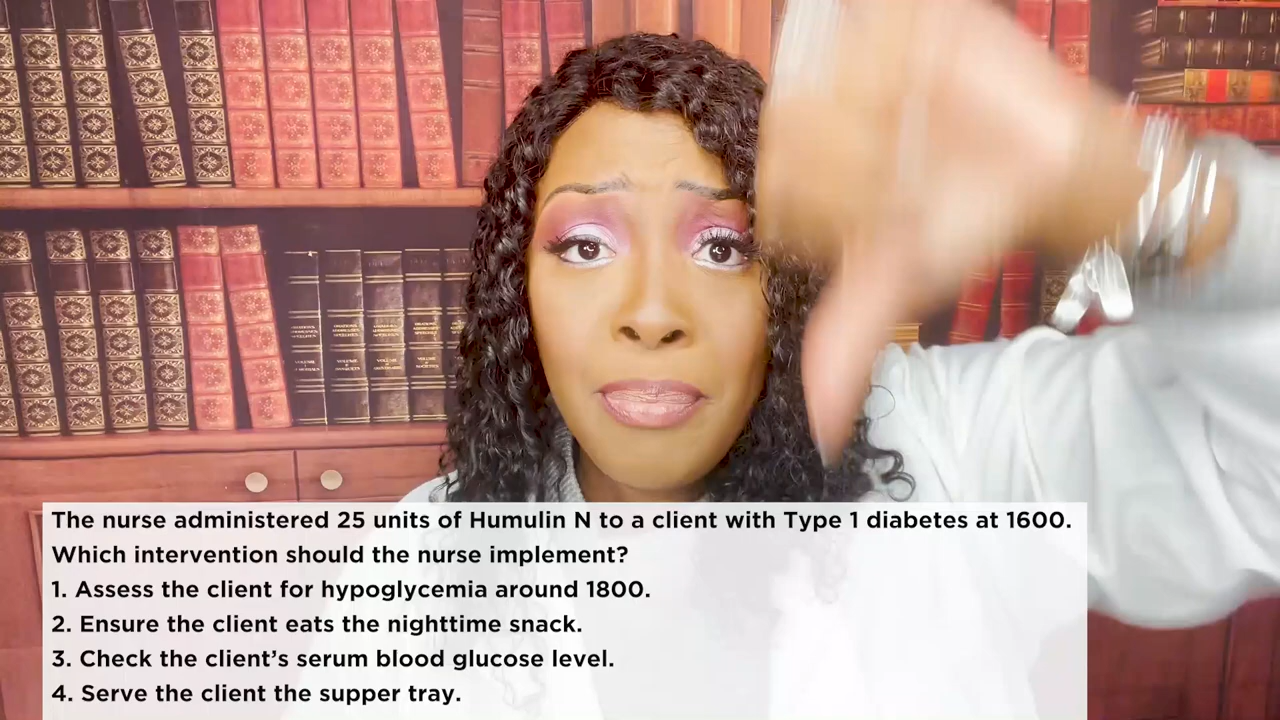 The nurse administered 25 units of Humulin N to a client with Type 1 diabetes at 1600.
Which intervention should the nurse implement?
1. Assess the client for hypoglycemia around 1800.
2. Ensure the client eats the nighttime snack.
3. Check the client’s serum blood glucose level.
4. Serve the client the supper tray.